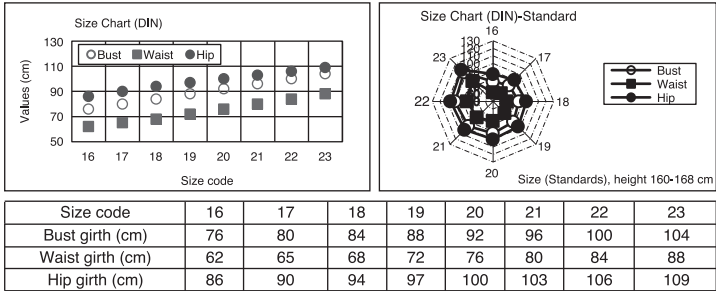 Size Chart (DIN)
130
110
90
70
50
Values (cm)
Bust Waist Hip
16 17 18 19 20 21 22 23
Size code
Size Chart (DIN)-Standard
16
130
23 17
22 18
21 19
20
Bust
Waist
Hip
Size (Standards), height 160-168 cm
Size code 16 17 18 19 20 21 22 23
Bust girth (cm) 76 80 84 88 92 96 100 104
Waist girth (cm) 62 65 68 72 76 80 84 88
Hip girth (cm) 86 90 94 97 100 103 106 109